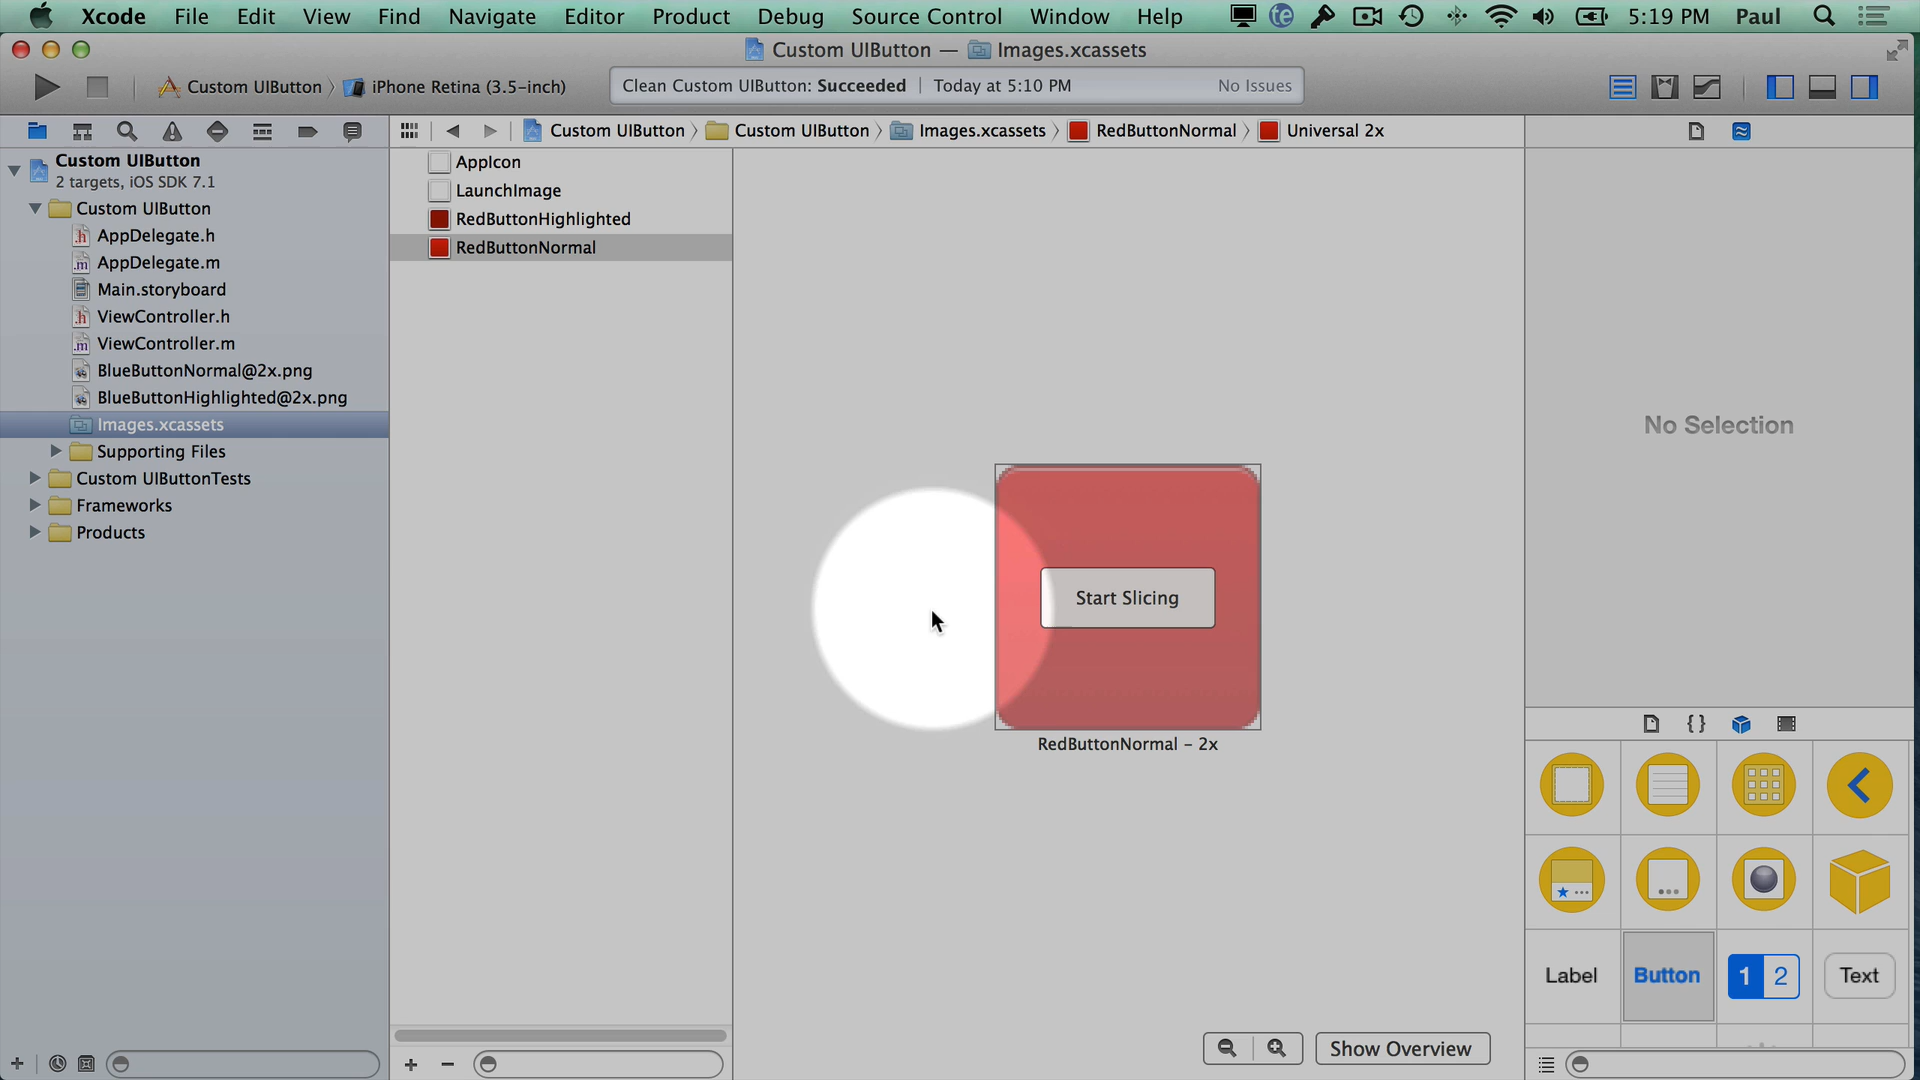 Xcode File Edit View Find Navigate Editor Product Debug Source Control Window Help te 5:19 PM Paul
Custom UIButton — Images.xcassets
Custom UIButton iPhone Retina (3.5-inch) Clean Custom UIButton: Succeeded Today at 5:10 PM No Issues
Custom UIButton Custom UIButton Images.xcassets RedButtonNormal Universal 2x
Custom UIButton
2 targets, iOS SDK 7.1
Custom UIButton
AppDelegate.h
AppDelegate.m
Main.storyboard
ViewController.h
ViewController.m
BlueButtonNormal@2x.png
BlueButtonHighlighted@2x.png
Images.xcassets
Supporting Files
Custom UIButtonTests
Frameworks
Products
AppIcon
LaunchImage
RedButtonHighlighted
RedButtonNormal
Start Slicing
RedButtonNormal - 2x
Show Overview
No Selection
Label Button 1 2 Text